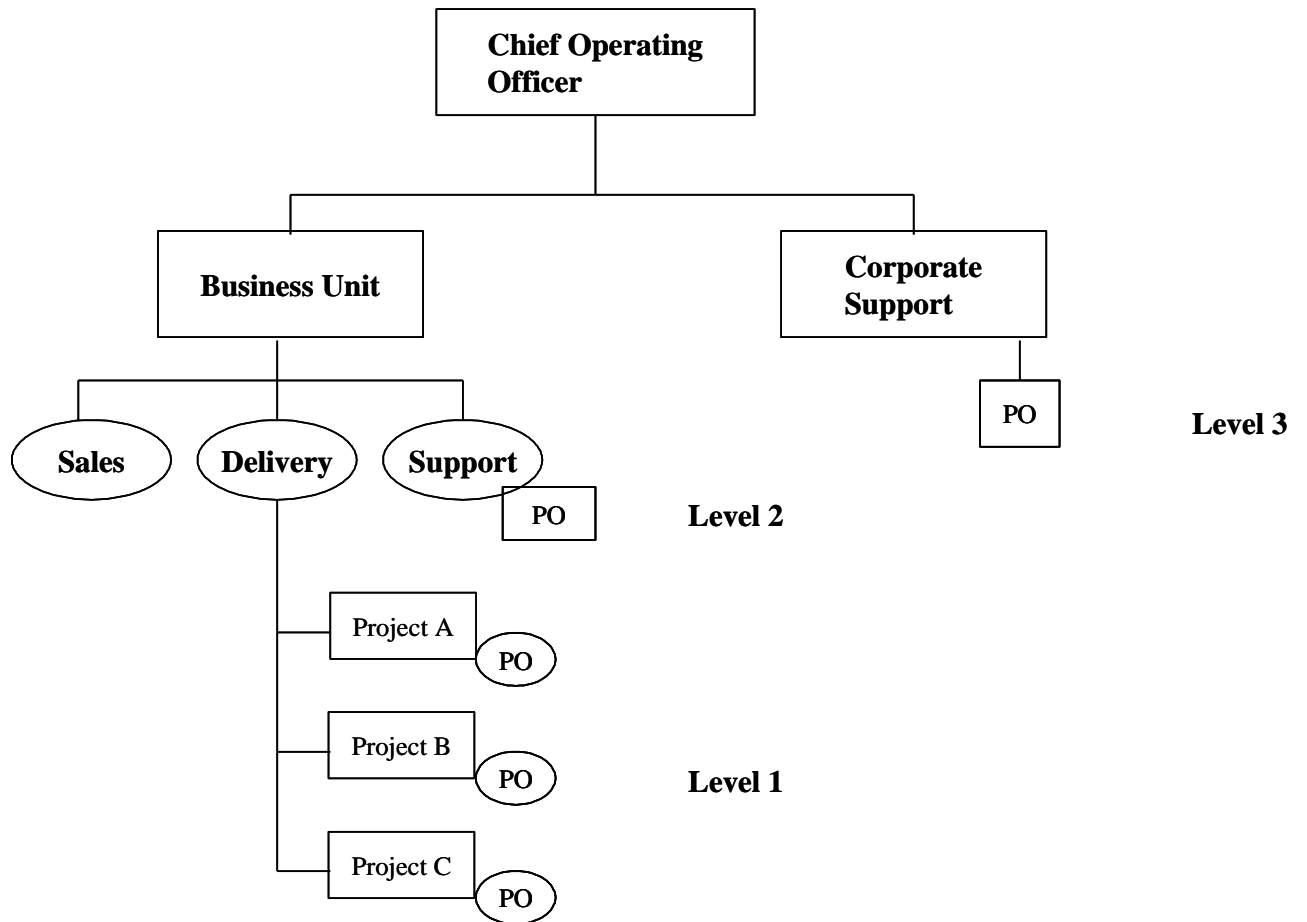 Chief Operating
Officer
Business Unit
Corporate
Support
PO
Level 3
Sales
Delivery
Support
PO
Level 2
Project A
PO
Project B
PO
Level 1
Project C
PO